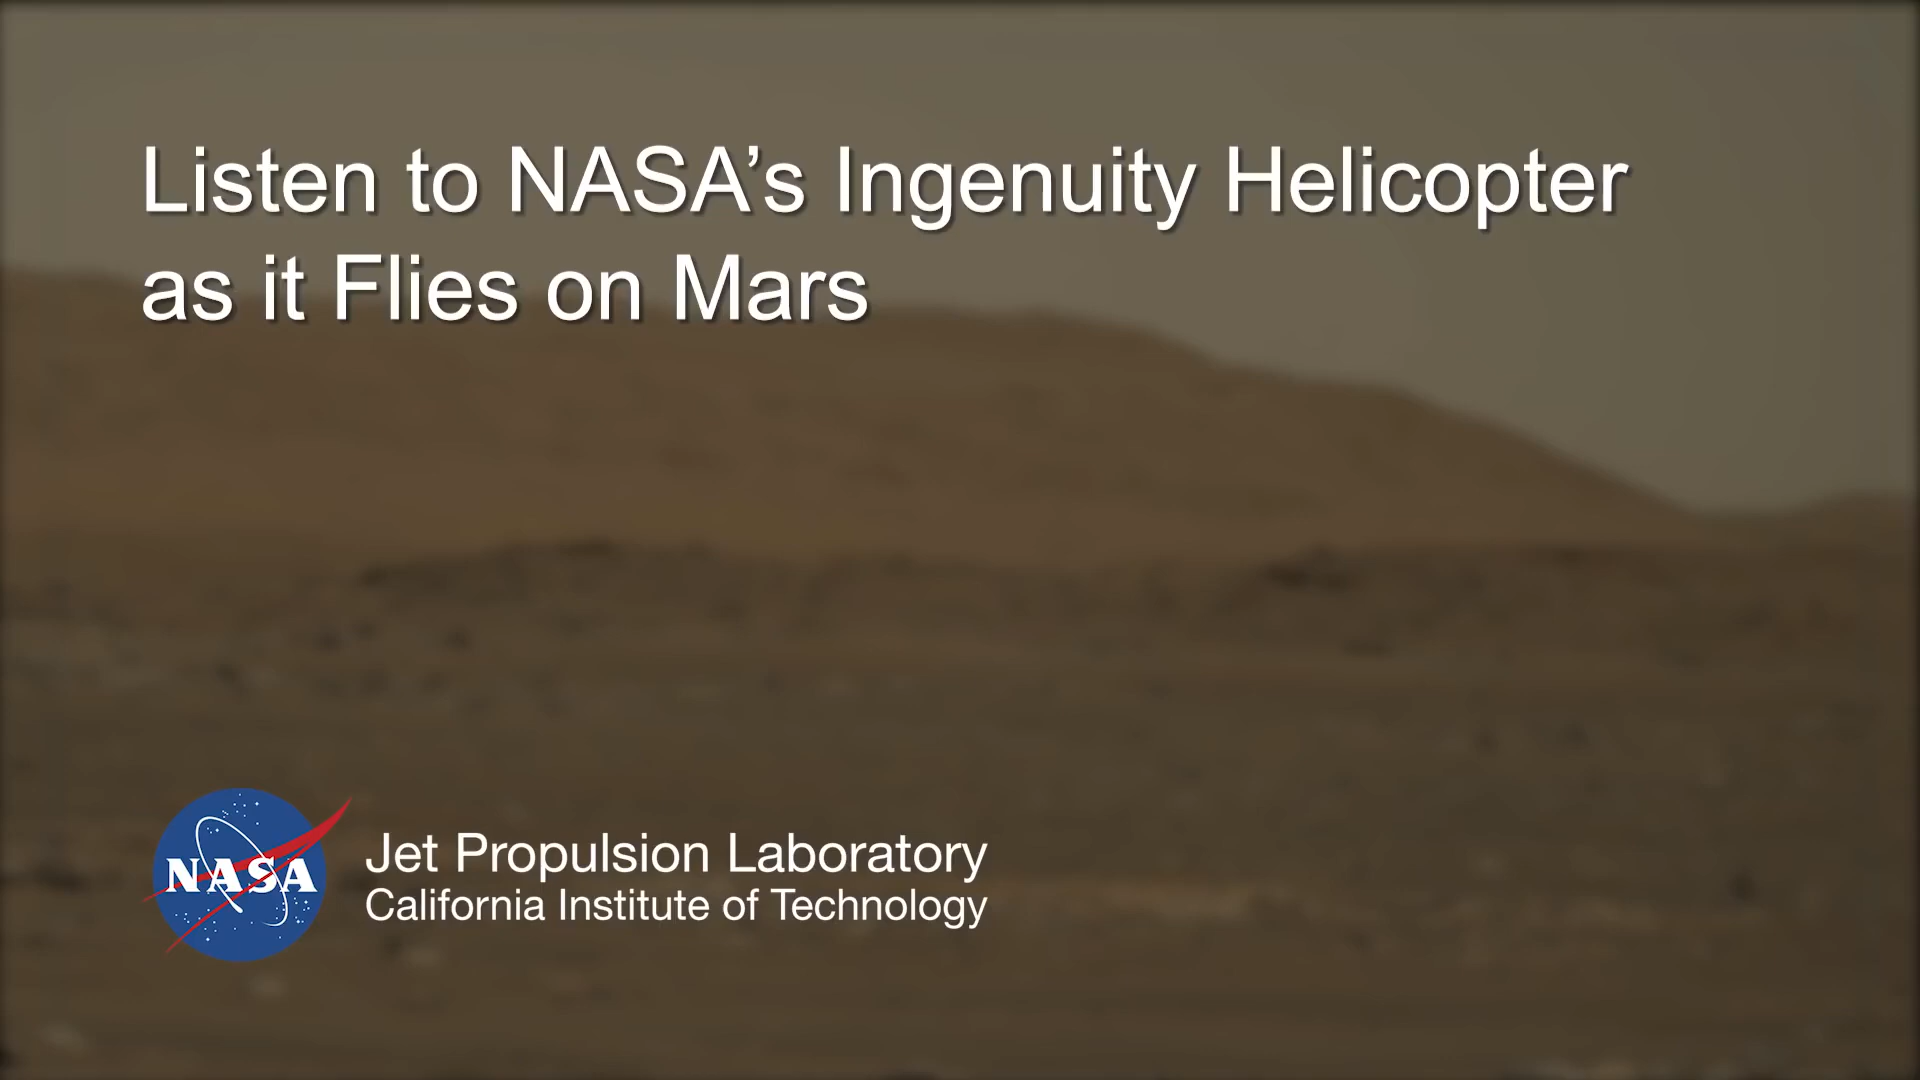 Listen to NASA’s Ingenuity Helicopter
as it Flies on Mars
NASA
Jet Propulsion Laboratory
California Institute of Technology